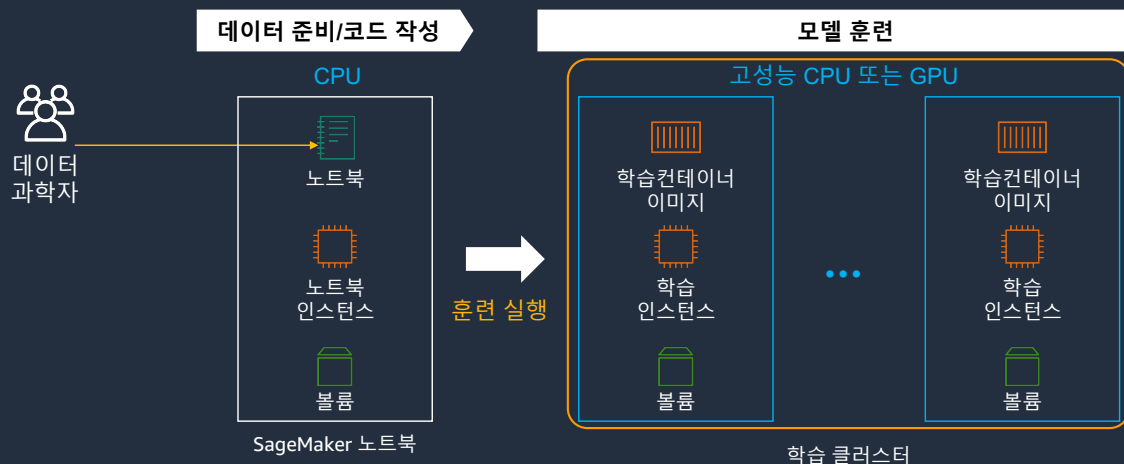 데이터 준비/코드 작성
모델 훈련
CPU
고성능 CPU 또는 GPU
데이터
과학자
노트북
학습컨테이너
이미지
학습컨테이너
이미지
노트북
인스턴스
훈련 실행
학습
인스턴스
...
학습
인스턴스
볼륨
볼륨
볼륨
SageMaker 노트북
학습 클러스터